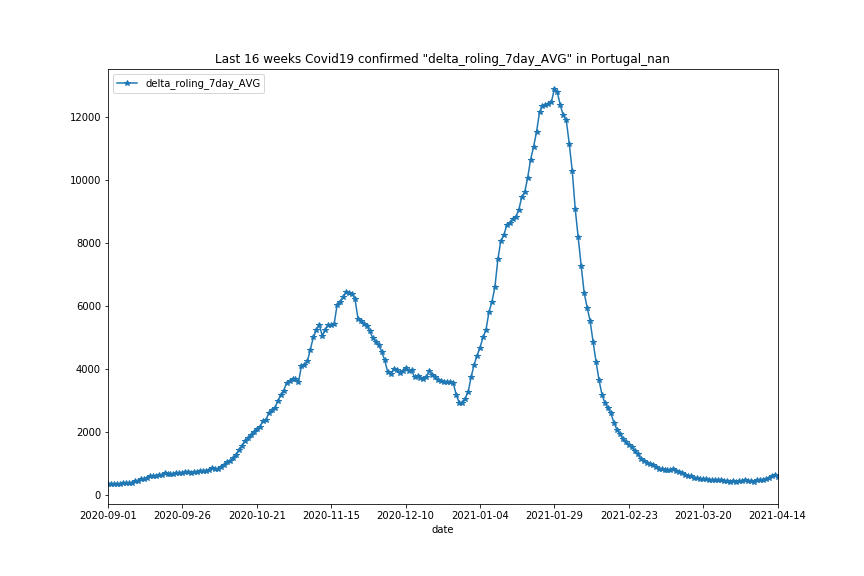 Last 16 weeks Covid19 confirmed "delta_roling_7day_AVG" in Portugal_nan
delta_roling_7day_AVG
12000
10000
8000
6000
4000
2000
0
2020-09-01 2020-09-26 2020-10-21 2020-11-15 2020-12-10 2021-01-04 2021-01-29 2021-02-23 2021-03-20 2021-04-14
date